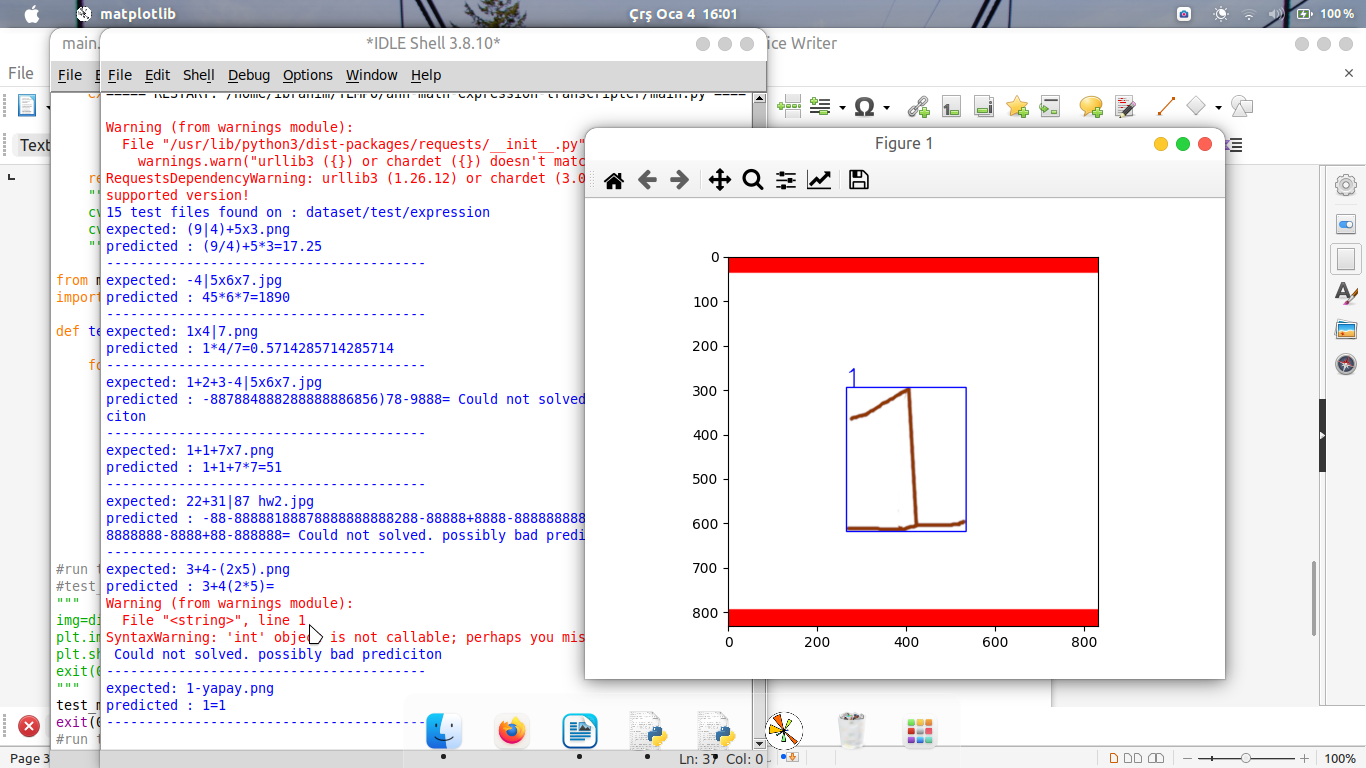 matplotlib
Çrş Oca 4 16:01
100 %
main.
*IDLE Shell 3.8.10*
ice Writer
File
File
File Edit Shell Debug Options Window Help
Text
===== RESTART: /home/ibrahim/TEMPO/ann-math-expression-transcripter/main.py ====
Warning (from warnings module):
File "/usr/lib/python3/dist-packages/requests/__init__.py"
warnings.warn("urllib3 ({}) or chardet ({}) doesn't matc
RequestsDependencyWarning: urllib3 (1.26.12) or chardet (3.0
supported version!
15 test files found on : dataset/test/expression
expected: (9|4)+5x3.png
predicted : (9/4)+5*3=17.25
----------------------------------------
expected: -4|5x6x7.jpg
predicted : 45*6*7=1890
----------------------------------------
expected: 1x4|7.png
predicted : 1*4/7=0.5714285714285714
----------------------------------------
expected: 1+2+3-4|5x6x7.jpg
predicted : -887884888288888886856)78-9888= Could not solved
citon
----------------------------------------
expected: 1+1+7x7.png
predicted : 1+1+7*7=51
----------------------------------------
expected: 22+31|87 hw2.jpg
8888888-8888+88-888888= Could not solved. possibly bad predi
----------------------------------------
expected: 3+4-(2x5).png
predicted : 3+4(2*5)=
Warning (from warnings module):
File "<string>", line 1
SyntaxWarning: 'int' object is not callable; perhaps you mis
Could not solved. possibly bad prediciton
----------------------------------------
expected: 1-yapay.png
predicted : 1=1
----------------------------------------
from
import
def te
#run t
#test_
"""
img=di
plt.im
plt.sh
exit(0
"""
test_m
exit(0
#run t
Ln: 37 Col: 0
Figure 1
0
100
200
300
400
500
600
700
800
0 200 400 600 800
1
1
Page 3
100%